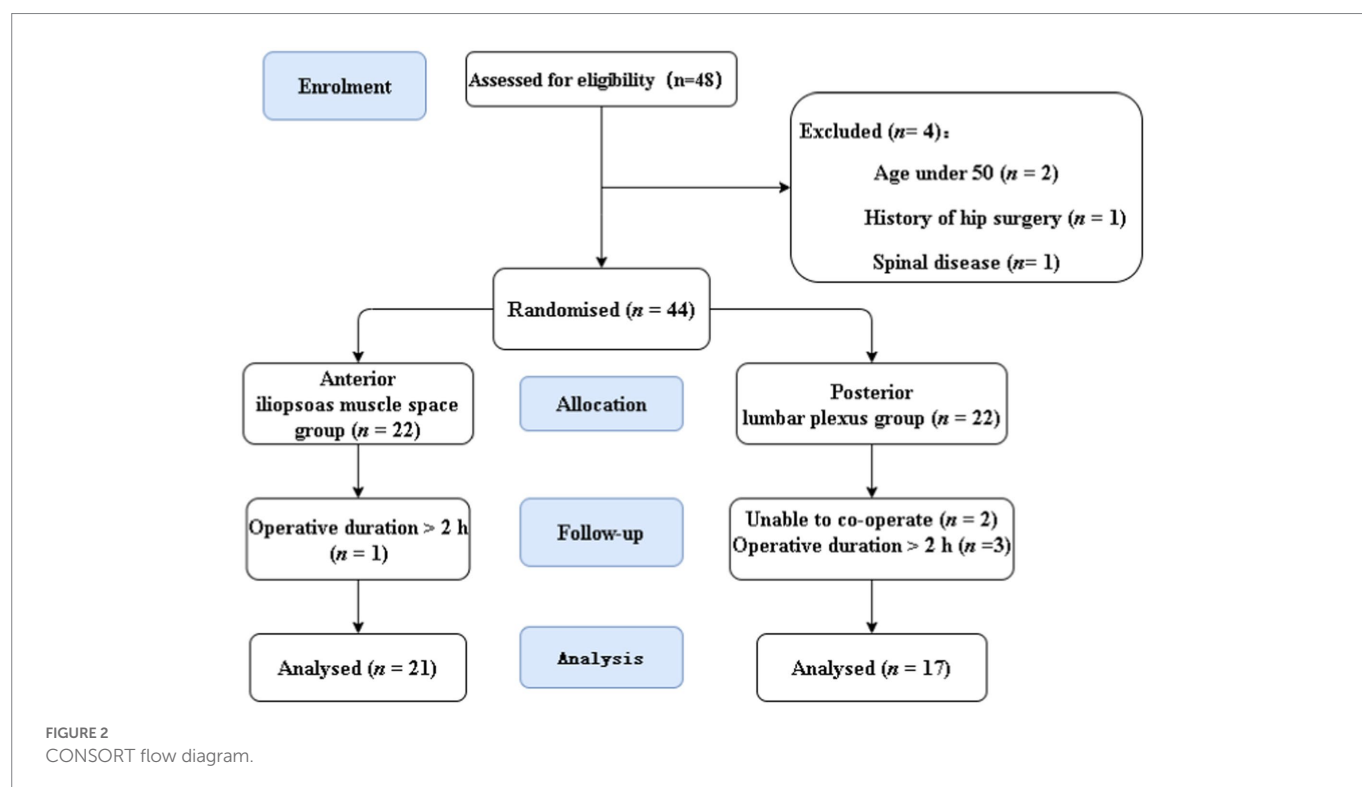 Enrolment
Assessed for eligibility (n=48)
Excluded (n= 4):
Age under 50 (n = 2)
History of hip surgery (n = 1)
Spinal disease (n= 1)
Randomised (n = 44)
Anterior
iliopsoas muscle space
group (n = 22)
Allocation
Posterior
lumbar plexus group (n = 22)
Operative duration > 2 h
(n = 1)
Follow-up
Unable to co-operate (n = 2)
Operative duration > 2 h (n =3)
Analysed (n = 21)
Analysis
Analysed (n = 17)
FIGURE 2
CONSORT flow diagram.